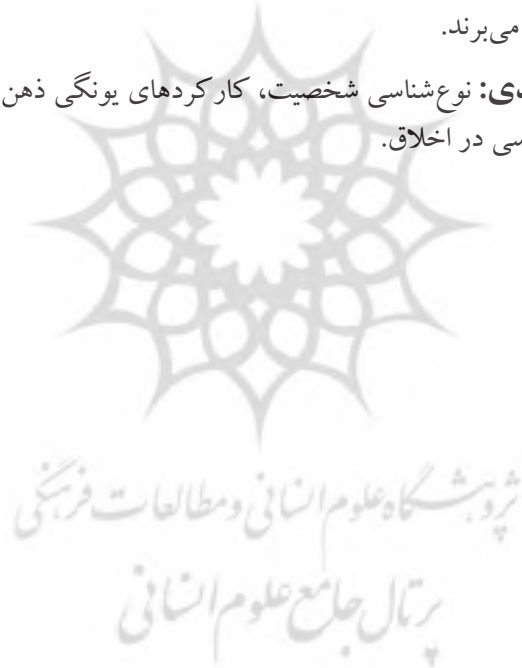 می‌برند.
دی: نوع‌شناسی شخصیت، کارکردهای یونگی ذهن
سی در اخلاق.
پژوهشگاه علوم انسانی و مطالعات فرهنگی
پرتال جامع علوم انسانی